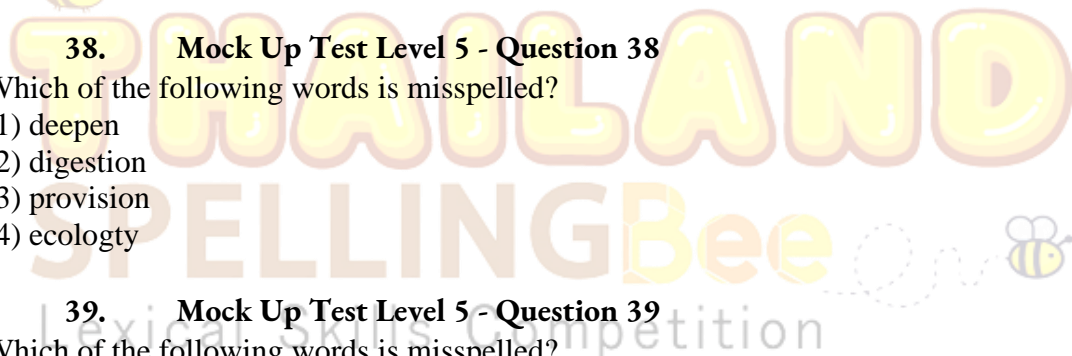 THAILAND
SPELLINGBee
Lexical Skills Competition
38. Mock Up Test Level 5 - Question 38
Which of the following words is misspelled?
1) deepen
2) digestion
3) provision
4) ecologty
39. Mock Up Test Level 5 - Question 39
Which of the following words is misspelled?